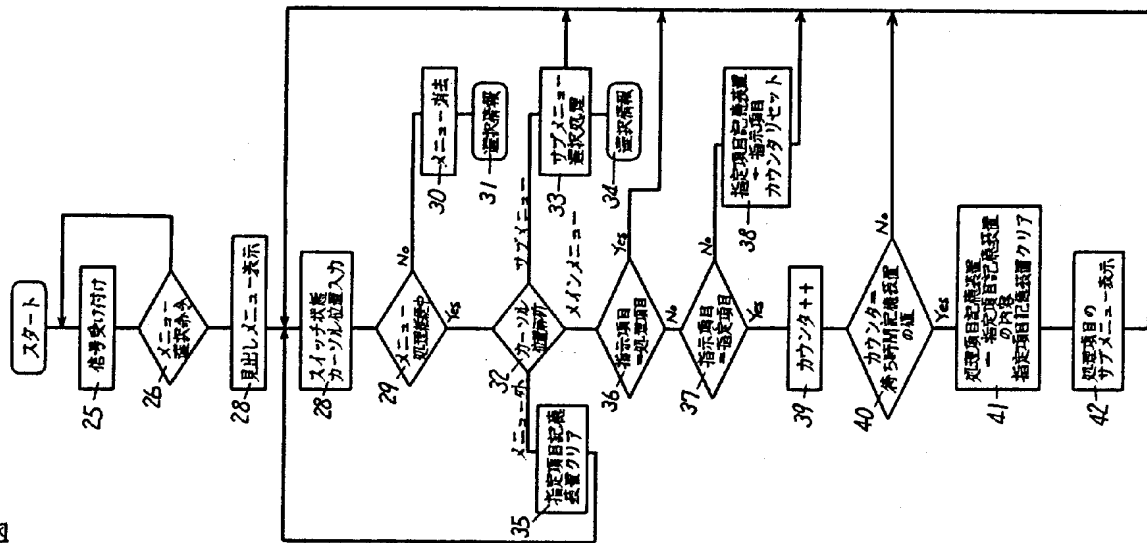 スタート
25
信号受け付け
26
メニュー
選択命令
28
見出しメニュー表示
28
スイッチ状態
カーソル位置入力
29
メニュー
処理継続中
No
Yes
30
メニュー消去
31
選択情報
32
カーソル
位置解析
サブメニュー
メインメニュー
メニュー外
33
サブメニュー
選択処理
34
選択情報
35
指定項目記憶
装置クリア
36
指示項目
=処理項目
Yes
No
37
指示項目
=指定項目
No
Yes
38
指定項目記憶装置
← 指示項目
カウンタリセット
39
カウンタ++
40
カウンタ=
待ち時間記憶装置
の値
No
Yes
41
処理項目記憶装置
← 指定項目記憶装置
の内容
指定項目記憶装置クリア
42
処理項目の
サブメニュー表示
図